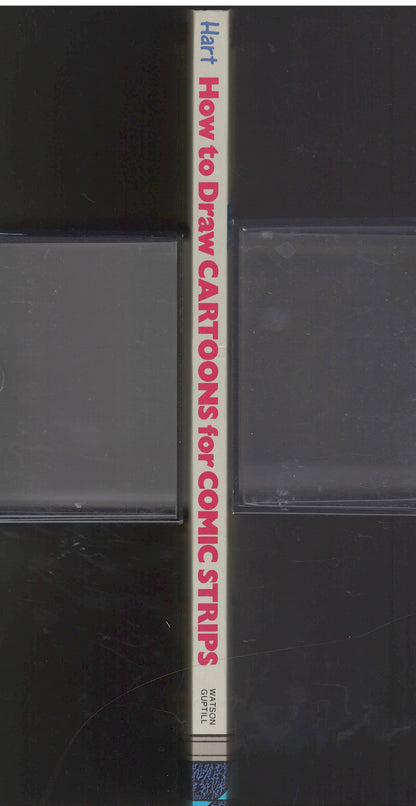 Hart
How to Draw CARTOONS for COMIC STRIPS
WATSON
GUPTILL